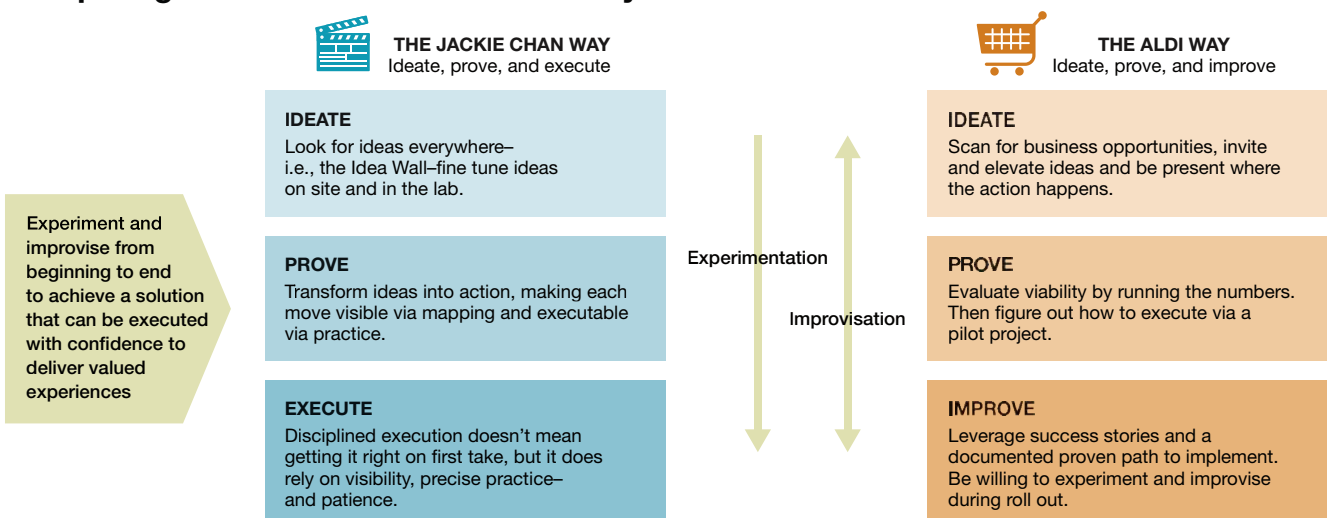 THE JACKIE CHAN WAY
Ideate, prove, and execute
THE ALDI WAY
Ideate, prove, and improve
Experiment and
improvise from
beginning to end
to achieve a solution
that can be executed
with confidence to
deliver valued
experiences
IDEATE
Look for ideas everywhere–
i.e., the Idea Wall–fine tune ideas
on site and in the lab.
PROVE
Transform ideas into action, making each
move visible via mapping and executable
via practice.
EXECUTE
Disciplined execution doesn’t mean
getting it right on first take, but it does
rely on visibility, precise practice–
and patience.
Experimentation
Improvisation
IDEATE
Scan for business opportunities, invite
and elevate ideas and be present where
the action happens.
PROVE
Evaluate viability by running the numbers.
Then figure out how to execute via a
pilot project.
IMPROVE
Leverage success stories and a
documented proven path to implement.
Be willing to experiment and improvise
during roll out.